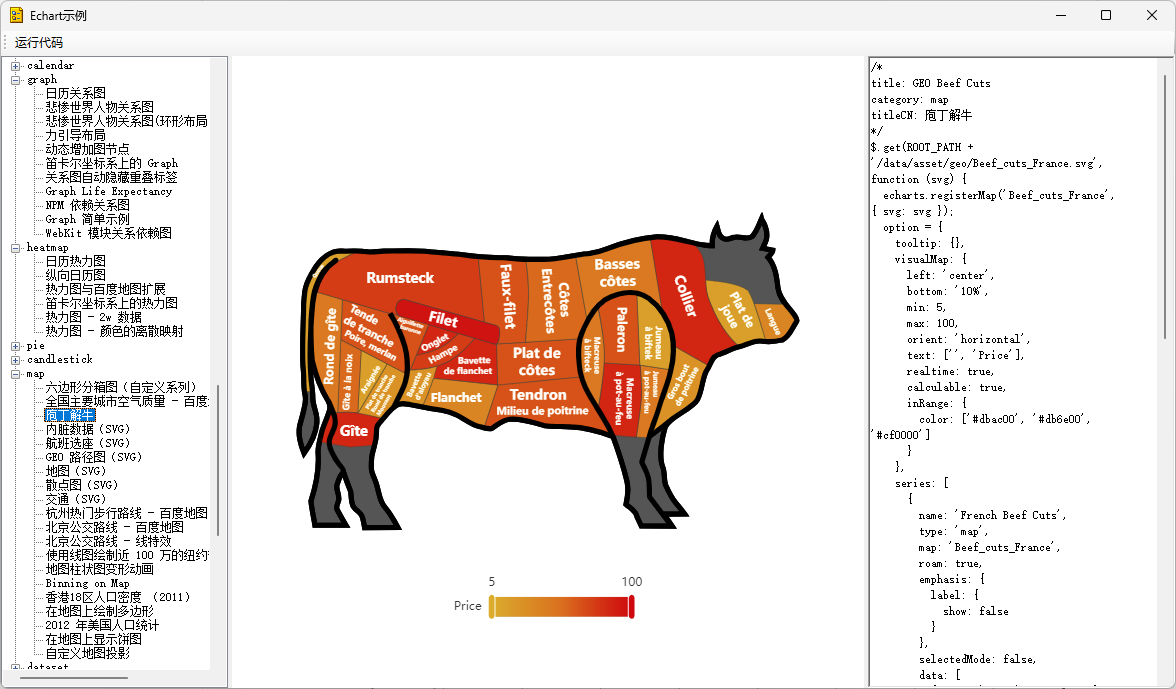 Echart示例
运行代码
calendar
graph
日历关系图
悲惨世界人物关系图
悲惨世界人物关系图(环形布局
力引导布局
动态增加图节点
笛卡尔坐标系上的 Graph
关系图自动隐藏重叠标签
Graph Life Expectancy
NPM 依赖关系图
Graph 简单示例
WebKit 模块关系依赖图
heatmap
日历热力图
纵向日历图
热力图与百度地图扩展
笛卡尔坐标系上的热力图
热力图 - 2w 数据
热力图 - 颜色的离散映射
pie
candlestick
map
六边形分箱图（自定义系列）
全国主要城市空气质量 - 百度
庖丁解牛
内脏数据（SVG）
航班选座（SVG）
GEO 路径图（SVG）
地图（SVG）
散点图（SVG）
交通（SVG）
杭州热门步行路线 - 百度地图
北京公交路线 - 百度地图
北京公交路线 - 线特效
使用线图绘制近 100 万的纽约
地图柱状图变形动画
Binning on Map
香港18区人口密度 （2011）
在地图上绘制多边形
2012 年美国人口统计
在地图上显示饼图
自定义地图投影
dataset
Rumsteck
Faux-filet
Côtes
Entrecôtes
Basses
côtes
Collier
Plat de
joue
Langue
Rond de gîte
Tende
de tranche
Poire, merlan
Filet
Onglet
Hampe
Bavette
de flanchet
Plat de
côtes
Macreuse
à bifteck
Paleron
Jumeau
à biftek
Gîte à la noix
Araignée
Bavette
d'aloyau
Flanchet
Tendron
Milieu de poitrine
Macreuse
à pot-au-feu
Jumeau
à pot-au-feu
Gros bout
de poitrine
Gîte
5
100
Price
/*
title: GEO Beef Cuts
category: map
titleCN: 庖丁解牛
*/
$.get(ROOT_PATH +
'/data/asset/geo/Beef_cuts_France.svg',
function (svg) {
echarts.registerMap('Beef_cuts_France',
{ svg: svg });
option = {
tooltip: {},
visualMap: {
left: 'center',
bottom: '10%',
min: 5,
max: 100,
orient: 'horizontal',
text: ['', 'Price'],
realtime: true,
calculable: true,
inRange: {
color: ['#dbac00', '#db6e00',
'#cf0000']
}
},
series: [
{
name: 'French Beef Cuts',
type: 'map',
map: 'Beef_cuts_France',
roam: true,
emphasis: {
label: {
show: false
}
},
selectedMode: false,
data: [